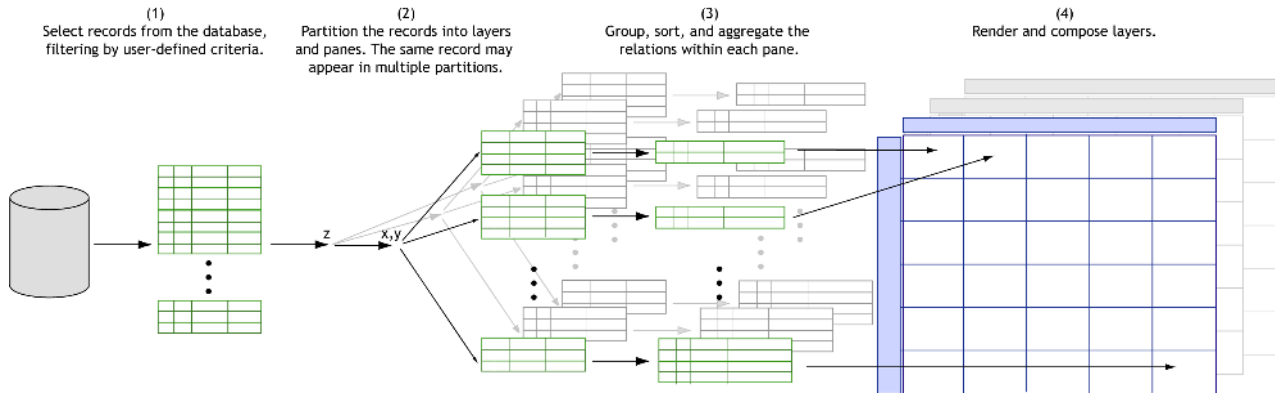 (1)
Select records from the database,
filtering by user-defined criteria.
(2)
Partition the records into layers
and panes. The same record may
appear in multiple partitions.
(3)
Group, sort, and aggregate the
relations within each pane.
(4)
Render and compose layers.
z
x,y